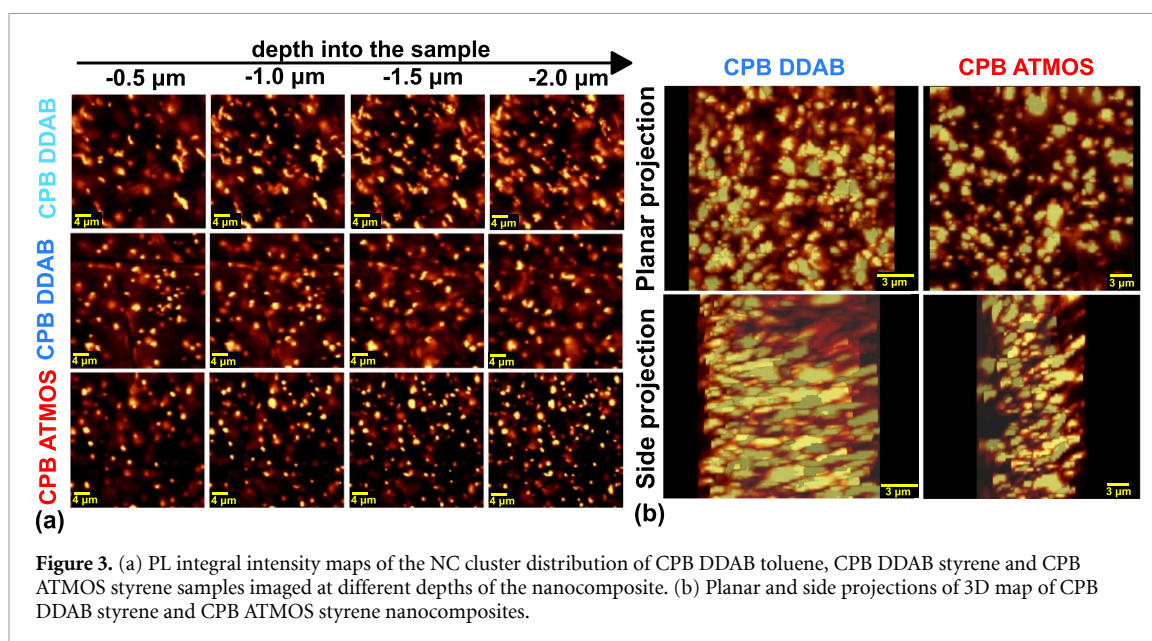 depth into the sample
-0.5 µm -1.0 µm -1.5 µm -2.0 µm
CPB DDAB
4 µm 4 µm 4 µm 4 µm
CPB DDAB
4 µm 4 µm 4 µm 4 µm
CPB ATMOS
4 µm 4 µm 4 µm 4 µm
(a)
CPB DDAB CPB ATMOS
Planar projection
3 µm 3 µm
Side projection
3 µm 3 µm
(b)
Figure 3. (a) PL integral intensity maps of the NC cluster distribution of CPB DDAB toluene, CPB DDAB styrene and CPB
ATMOS styrene samples imaged at different depths of the nanocomposite. (b) Planar and side projections of 3D map of CPB
DDAB styrene and CPB ATMOS styrene nanocomposites.